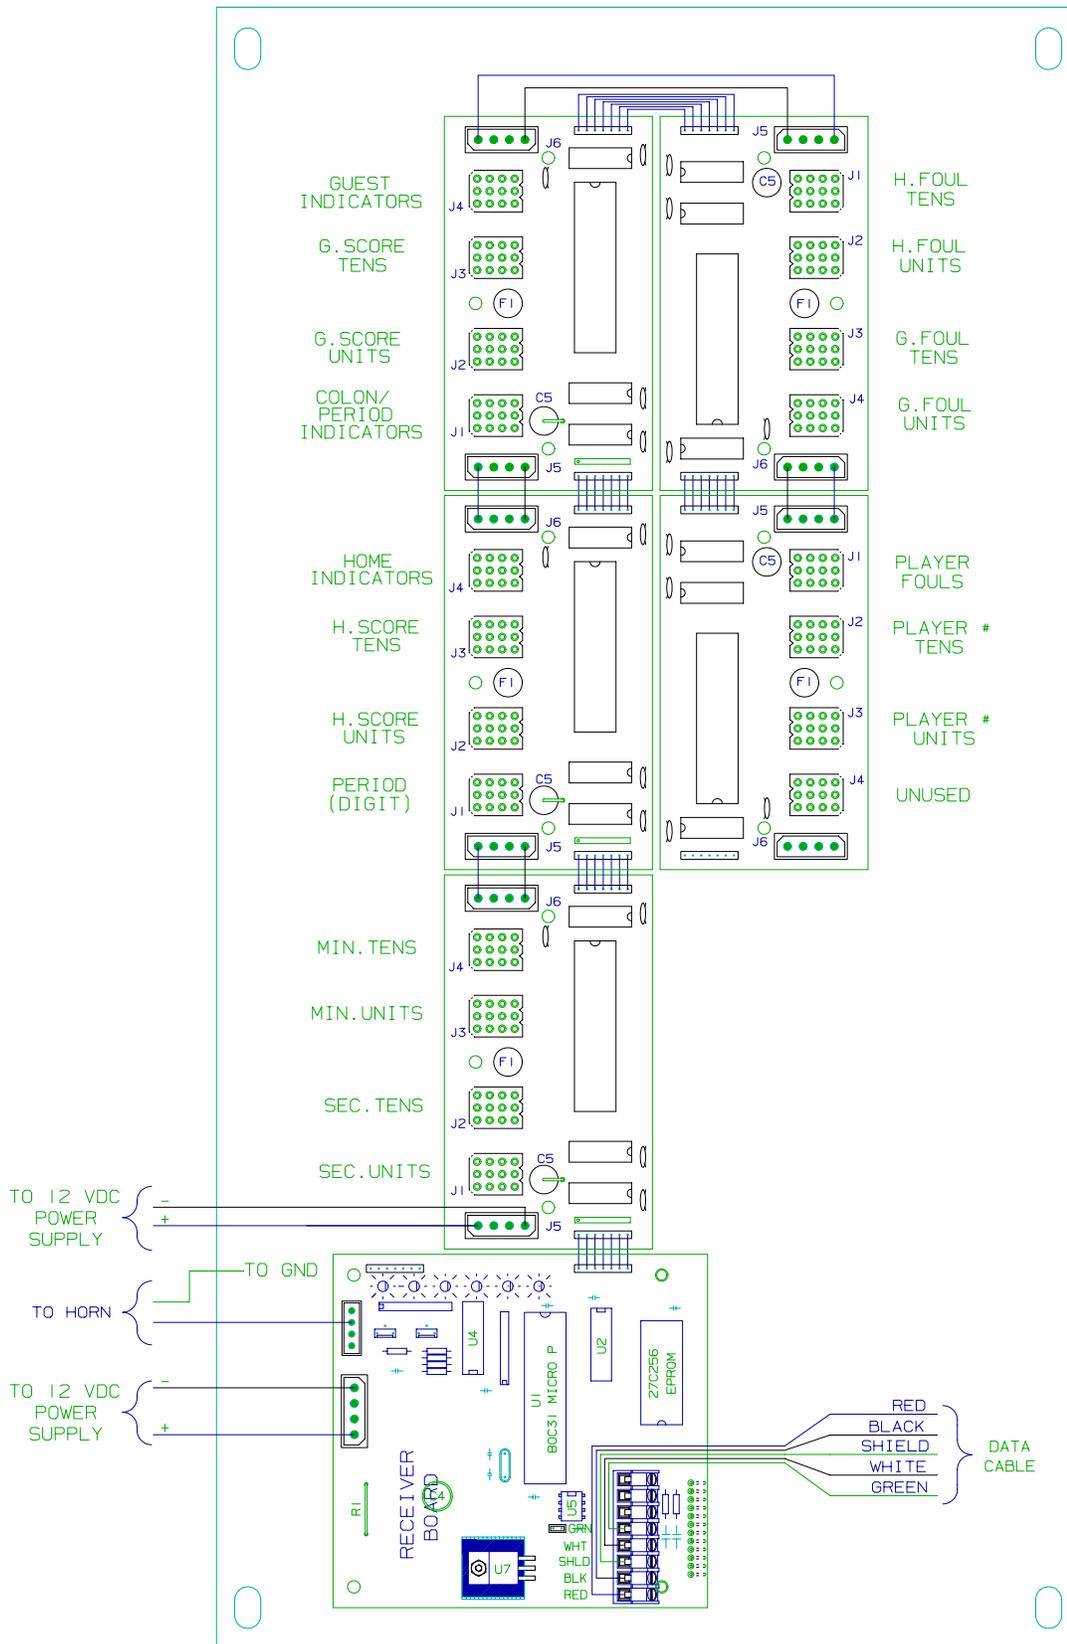 J6
J5
GUEST
INDICATORS
J4
C5
J1
H.FOUL
TENS
G.SCORE
TENS
J3
J2
H.FOUL
UNITS
F1
F1
G.SCORE
UNITS
J2
J3
G.FOUL
TENS
COLON/
PERIOD
INDICATORS
J1
C5
J4
G.FOUL
UNITS
J5
J6
J6
J5
HOME
INDICATORS
J4
C5
J1
PLAYER
FOULS
H.SCORE
TENS
J3
J2
PLAYER #
TENS
F1
F1
H.SCORE
UNITS
J2
J3
PLAYER #
UNITS
PERIOD
(DIGIT)
J1
C5
J4
UNUSED
J5
J6
J6
MIN.TENS
J4
MIN.UNITS
J3
F1
SEC.TENS
J2
SEC.UNITS
J1
C5
J5
TO 12 VDC
POWER
SUPPLY
-
+
TO GND
TO HORN
TO 12 VDC
POWER
SUPPLY
-
+
U4
U1
80C31 MICRO P
U2
27C256
EPROM
RED
BLACK
SHIELD
WHITE
GREEN
DATA
CABLE
R1
RECEIVER
BOARD
C4
U5
U7
GRN
WHT
SHLD
BLK
RED